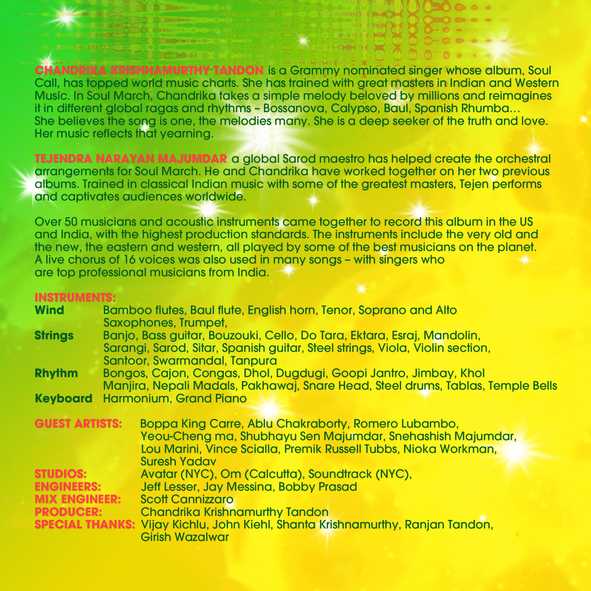 CHANDRIKA KRISHNAMURTHY TANDON is a Grammy nominated singer whose album, Soul
Call, has topped world music charts. She has trained with great masters in Indian and Western
Music. In Soul March, Chandrika takes a simple melody beloved by millions and reimagines
it in different global ragas and rhythms – Bossanova, Calypso, Baul, Spanish Rhumba...
She believes the song is one, the melodies many. She is a deep seeker of the truth and love.
Her music reflects that yearning.
TEJENDRA NARAYAN MAJUMDAR a global Sarod maestro has helped create the orchestral
arrangements for Soul March. He and Chandrika have worked together on her two previous
albums. Trained in classical Indian music with some of the greatest masters, Tejen performs
and captivates audiences worldwide.
Over 50 musicians and acoustic instruments came together to record this album in the US
and India, with the highest production standards. The instruments include the very old and
the new, the eastern and western, all played by some of the best musicians on the planet.
A live chorus of 16 voices was also used in many songs – with singers who
are top professional musicians from India.
INSTRUMENTS:
Wind Bamboo flutes, Baul flute, English horn, Tenor, Soprano and Alto
Saxophones, Trumpet,
Strings Banjo, Bass guitar, Bouzouki, Cello, Do Tara, Ektara, Esraj, Mandolin,
Sarangi, Sarod, Sitar, Spanish guitar, Steel strings, Viola, Violin section,
Santoor, Swarmandal, Tanpura
Rhythm Bongos, Cajon, Congas, Dhol, Dugdugi, Goopi Jantro, Jimbay, Khol
Manjira, Nepali Madals, Pakhawaj, Snare Head, Steel drums, Tablas, Temple Bells
Keyboard Harmonium, Grand Piano
GUEST ARTISTS: Boppa King Carre, Ablu Chakraborty, Romero Lubambo,
Yeou-Cheng ma, Shubhayu Sen Majumdar, Snehashish Majumdar,
Lou Marini, Vince Scialla, Premik Russell Tubbs, Nioka Workman,
Suresh Yadav
STUDIOS: Avatar (NYC), Om (Calcutta), Soundtrack (NYC),
ENGINEERS: Jeff Lesser, Jay Messina, Bobby Prasad
MIX ENGINEER: Scott Cannizzaro
PRODUCER: Chandrika Krishnamurthy Tandon
SPECIAL THANKS: Vijay Kichlu, John Kiehl, Shanta Krishnamurthy, Ranjan Tandon,
Girish Wazalwar